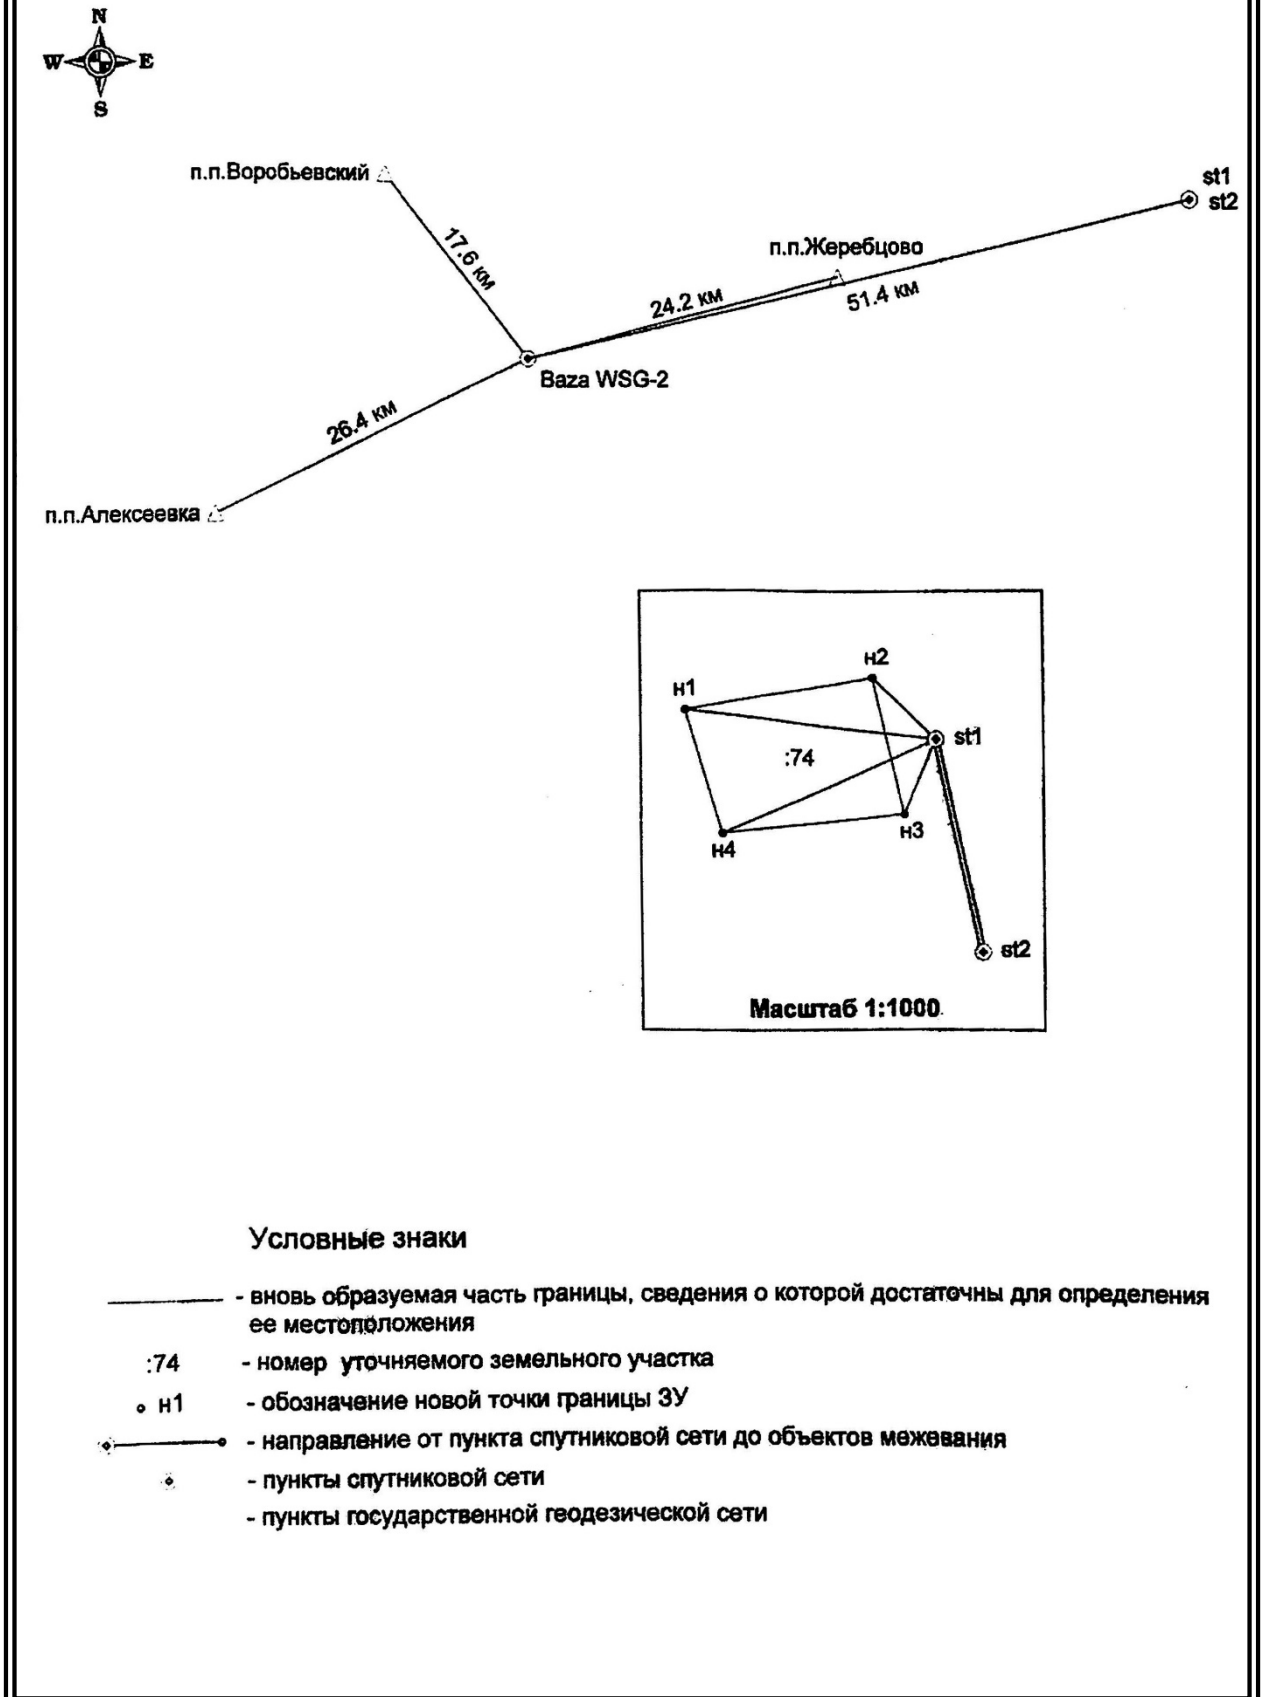 N
W E
S
п.п.Воробьевский
st1
st2
п.п.Жеребцово
17.6 км
24.2 км
51.4 км
Baza WSG-2
26.4 км
п.п.Алексеевка
н2
н1
st1
:74
н3
н4
st2
Масштаб 1:1000
Условные знаки
- вновь образуемая часть границы, сведения о которой достаточны для определения
ее местоположения
:74 - номер уточняемого земельного участка
н1 - обозначение новой точки границы ЗУ
- направление от пункта спутниковой сети до объектов межевания
- пункты спутниковой сети
- пункты государственной геодезической сети